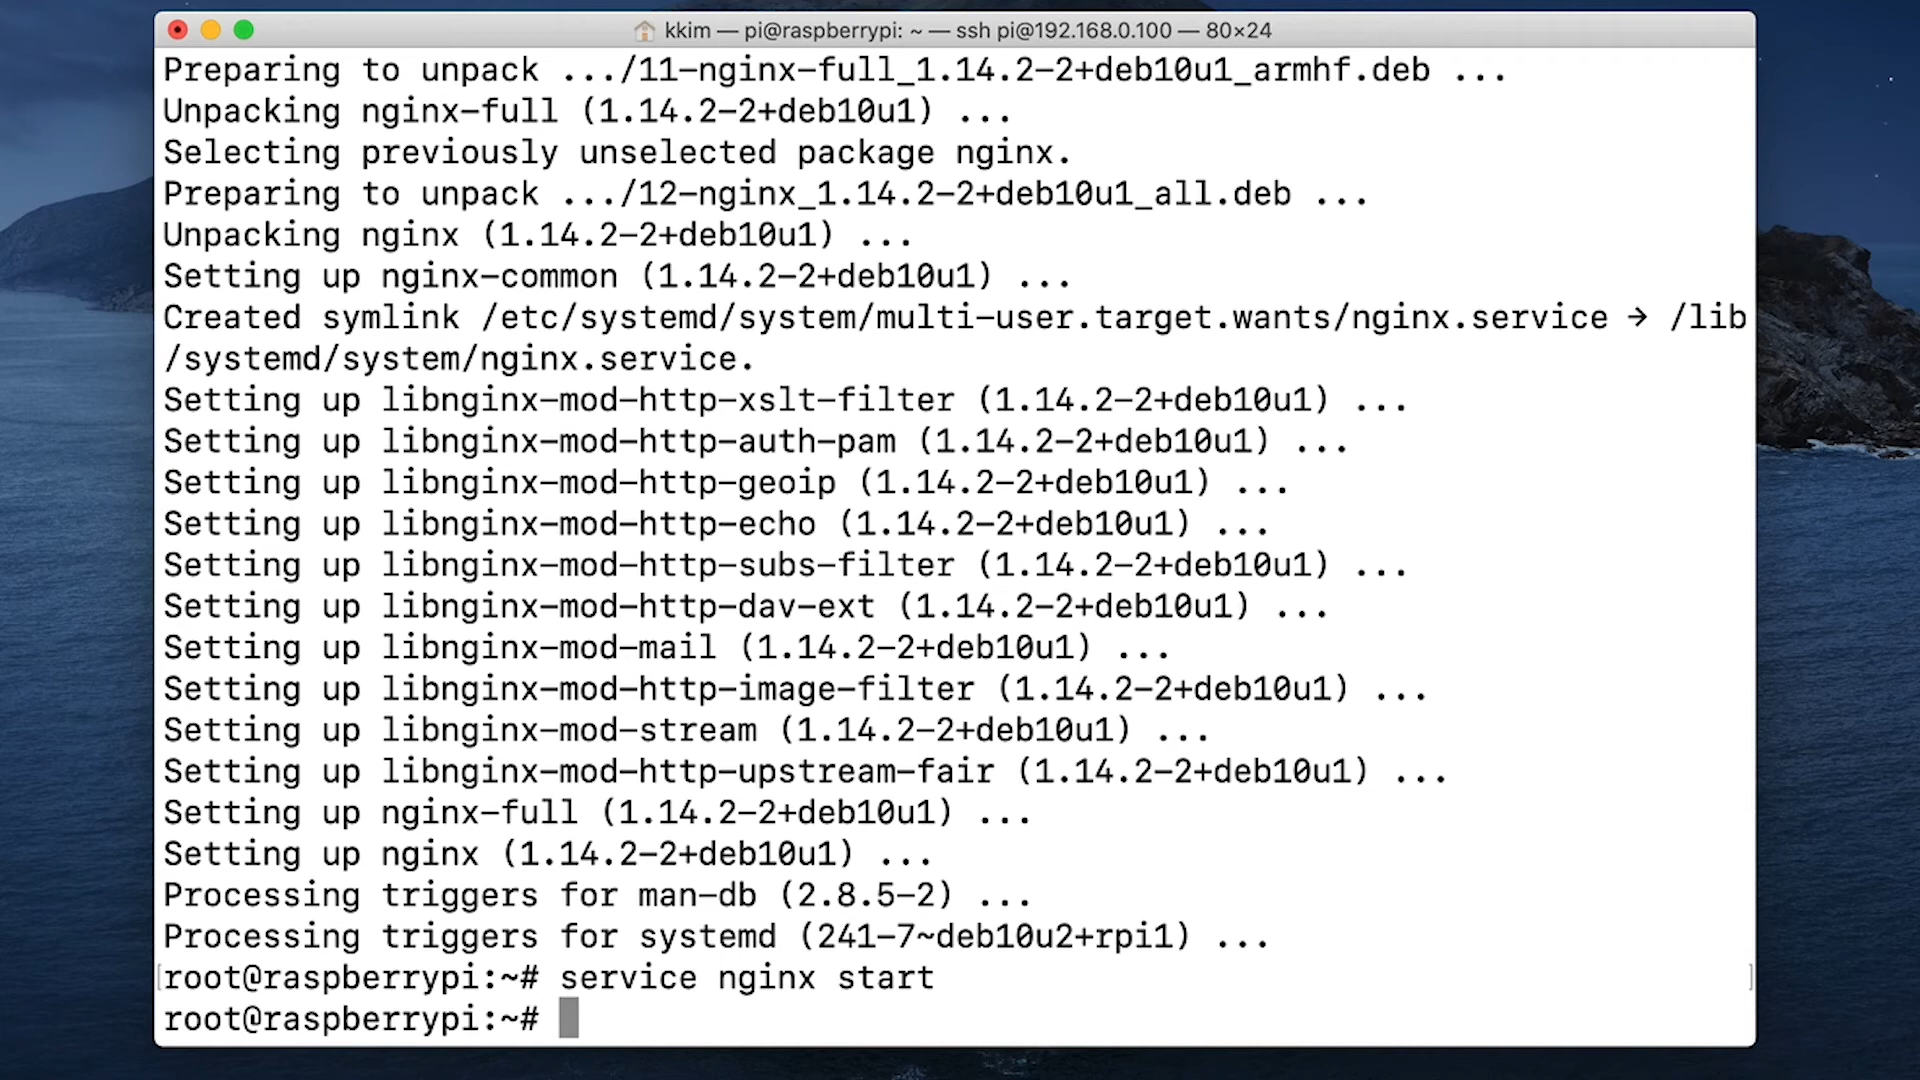 kkim — pi@raspberrypi: ~ — ssh pi@192.168.0.100 — 80×24
Preparing to unpack .../11-nginx-full_1.14.2-2+deb10u1_armhf.deb ...
Unpacking nginx-full (1.14.2-2+deb10u1) ...
Selecting previously unselected package nginx.
Preparing to unpack .../12-nginx_1.14.2-2+deb10u1_all.deb ...
Unpacking nginx (1.14.2-2+deb10u1) ...
Setting up nginx-common (1.14.2-2+deb10u1) ...
Created symlink /etc/systemd/system/multi-user.target.wants/nginx.service → /lib
/systemd/system/nginx.service.
Setting up libnginx-mod-http-xslt-filter (1.14.2-2+deb10u1) ...
Setting up libnginx-mod-http-auth-pam (1.14.2-2+deb10u1) ...
Setting up libnginx-mod-http-geoip (1.14.2-2+deb10u1) ...
Setting up libnginx-mod-http-echo (1.14.2-2+deb10u1) ...
Setting up libnginx-mod-http-subs-filter (1.14.2-2+deb10u1) ...
Setting up libnginx-mod-http-dav-ext (1.14.2-2+deb10u1) ...
Setting up libnginx-mod-mail (1.14.2-2+deb10u1) ...
Setting up libnginx-mod-http-image-filter (1.14.2-2+deb10u1) ...
Setting up libnginx-mod-stream (1.14.2-2+deb10u1) ...
Setting up libnginx-mod-http-upstream-fair (1.14.2-2+deb10u1) ...
Setting up nginx-full (1.14.2-2+deb10u1) ...
Setting up nginx (1.14.2-2+deb10u1) ...
Processing triggers for man-db (2.8.5-2) ...
Processing triggers for systemd (241-7~deb10u2+rpi1) ...
[root@raspberrypi:~# service nginx start ]
root@raspberrypi:~#